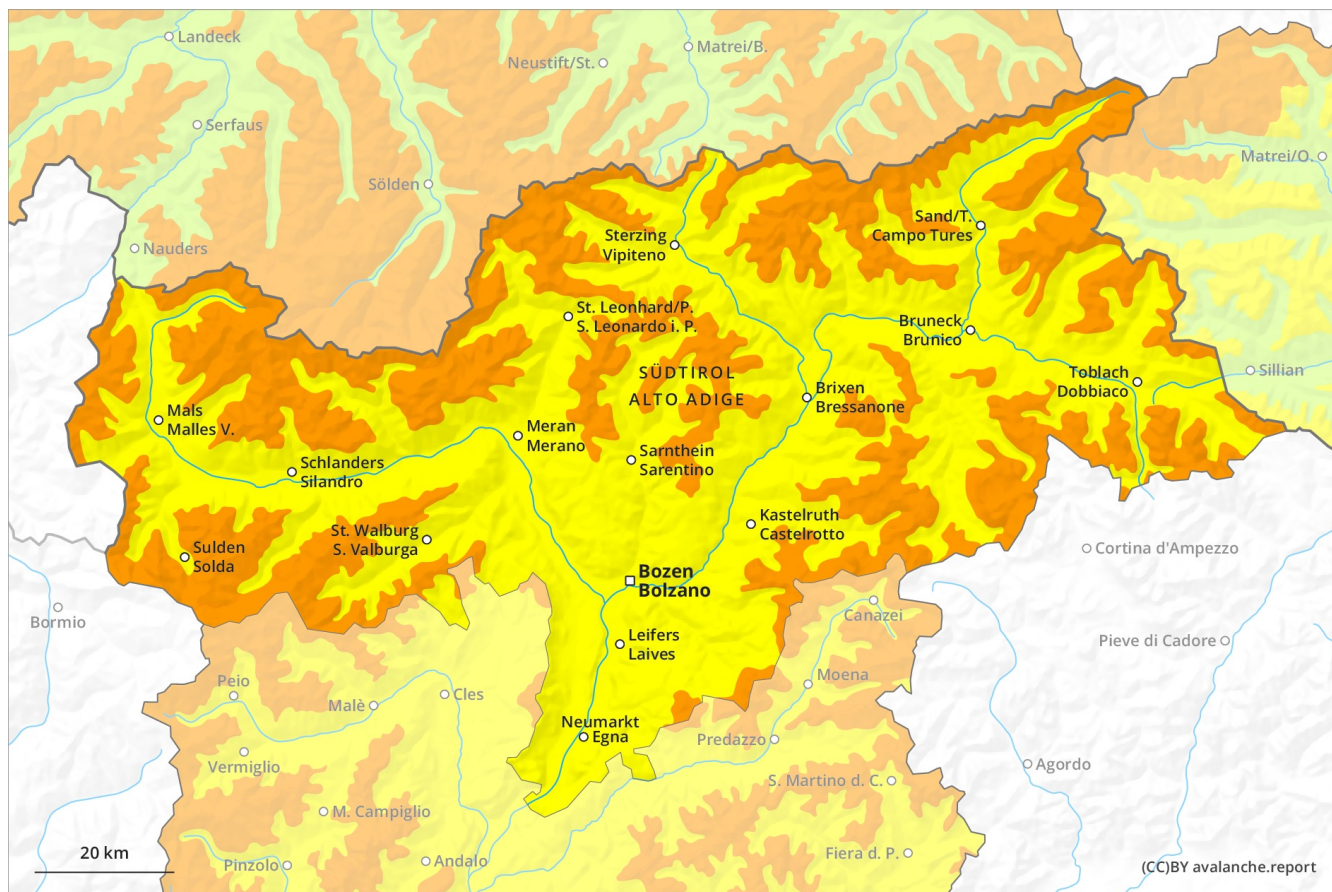 Landeck
Matrei/B.
Neustift/St.
Serfaus
Matrei/O.
Sölden
Sand/T.
Campo Tures
Sterzing
Vipiteno
Nauders
St. Leonhard/P.
S. Leonardo i. P.
Bruneck
Brunico
SÜDTIROL
ALTO ADIGE
Toblach
Dobbiaco
Sillian
Brixen
Bressanone
Mals
Malles V.
Meran
Merano
Schlanders
Silandro
Sarnthein
Sarentino
Kastelruth
Castelrotto
St. Walburg
S. Valburga
Sulden
Solda
Cortina d'Ampezzo
Bozen
Bolzano
Bormio
Canazei
Leifers
Laives
Pieve di Cadore
Peio
Moena
Cles
Malè
Neumarkt
Egna
Predazzo
Vermiglio
Agordo
S. Martino d. C.
M. Campiglio
20 km
Fiera d. P.
Andalo
Pinzolo
(CC)BY avalanche.report